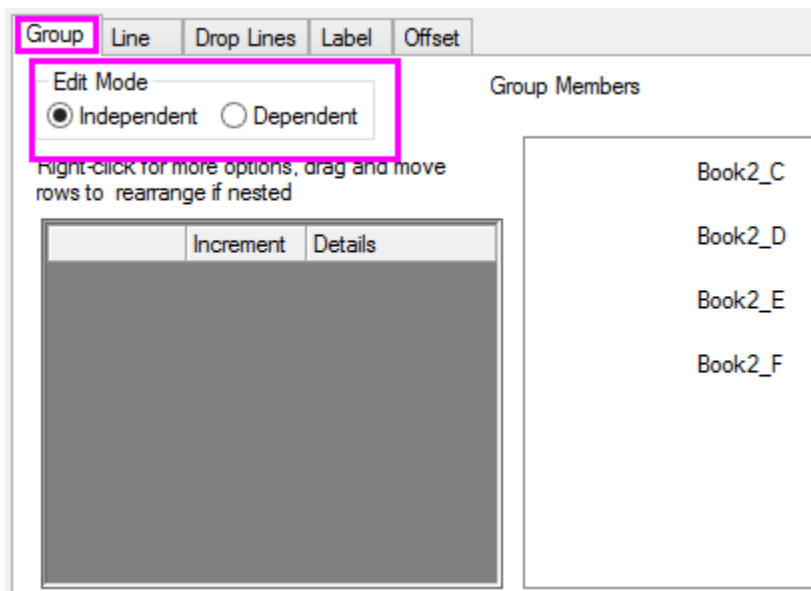 Group Line Drop Lines Label Offset
Edit Mode
Independent Dependent
Group Members
Right-click for more options, drag and move
rows to rearrange if nested
Increment Details
Book2_C
Book2_D
Book2_E
Book2_F